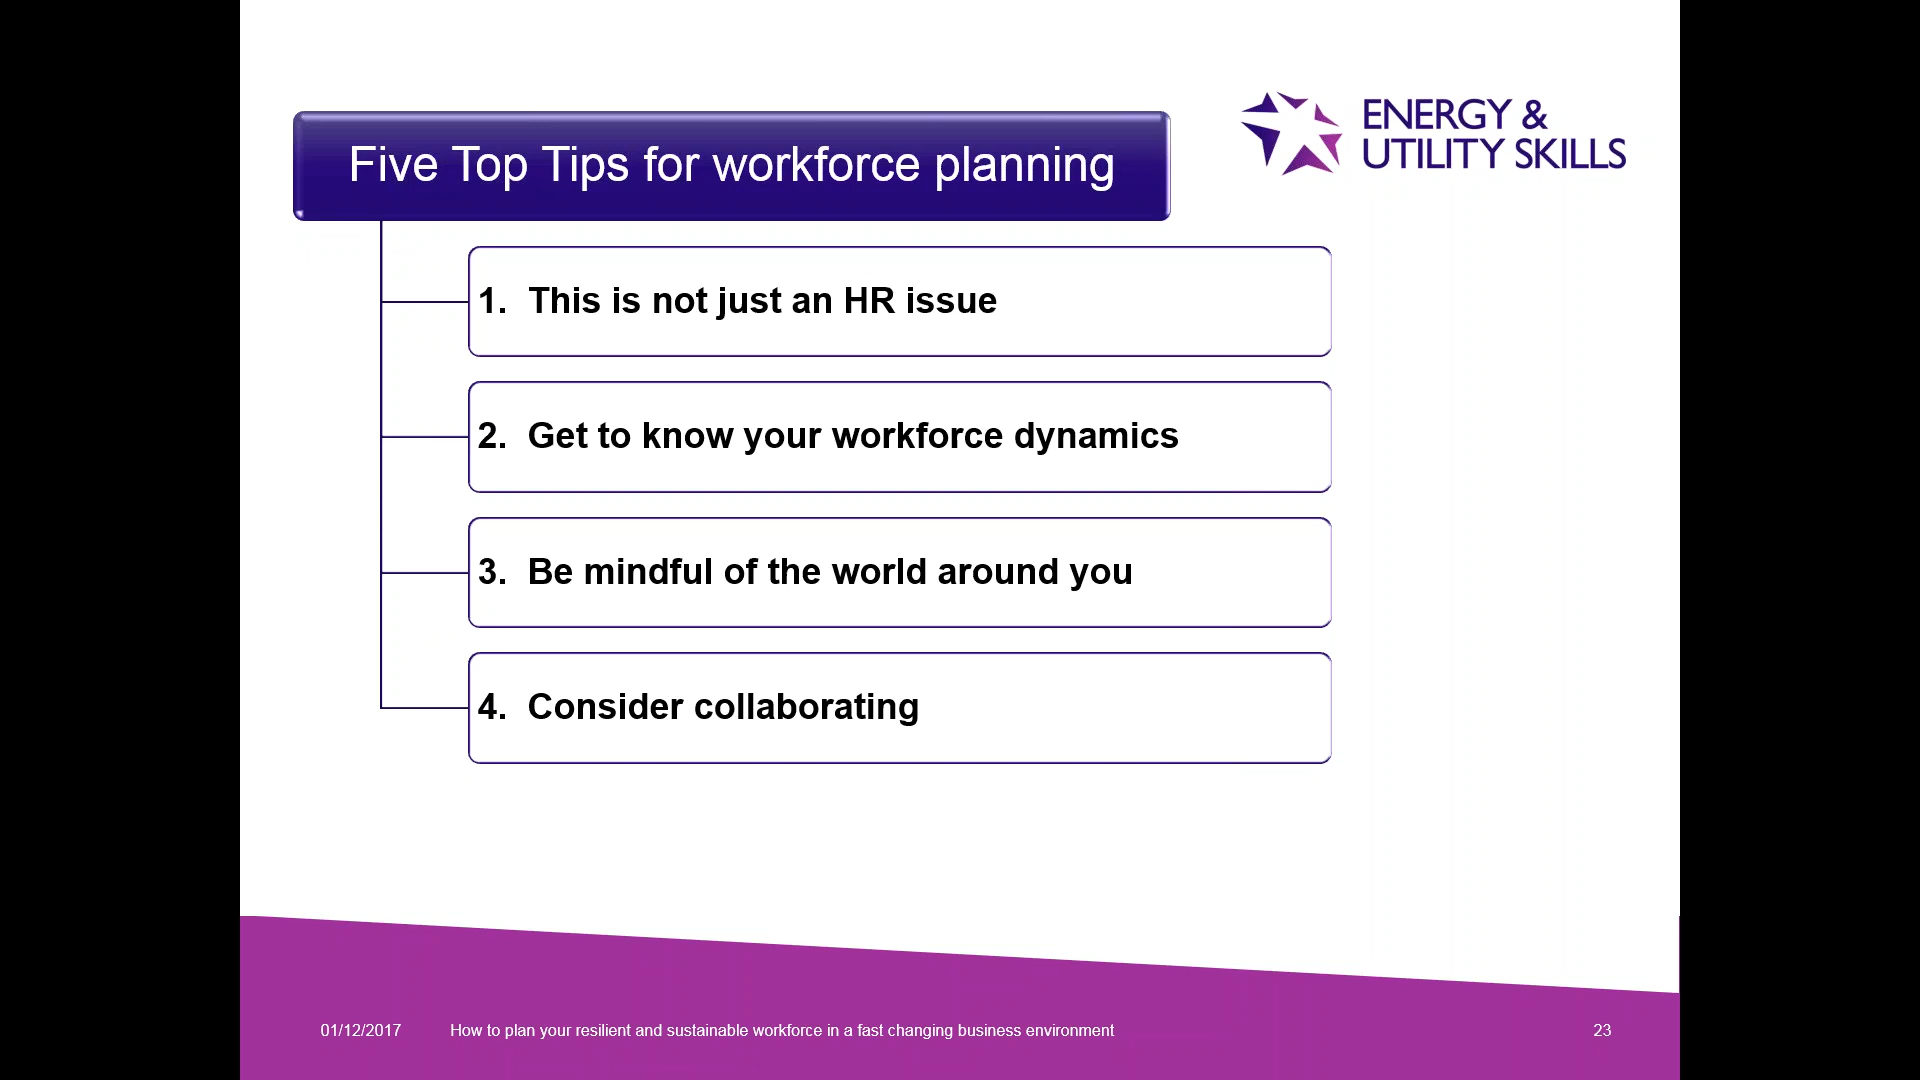 Five Top Tips for workforce planning
ENERGY &
UTILITY SKILLS
1. This is not just an HR issue
2. Get to know your workforce dynamics
3. Be mindful of the world around you
4. Consider collaborating
01/12/2017 How to plan your resilient and sustainable workforce in a fast changing business environment 23